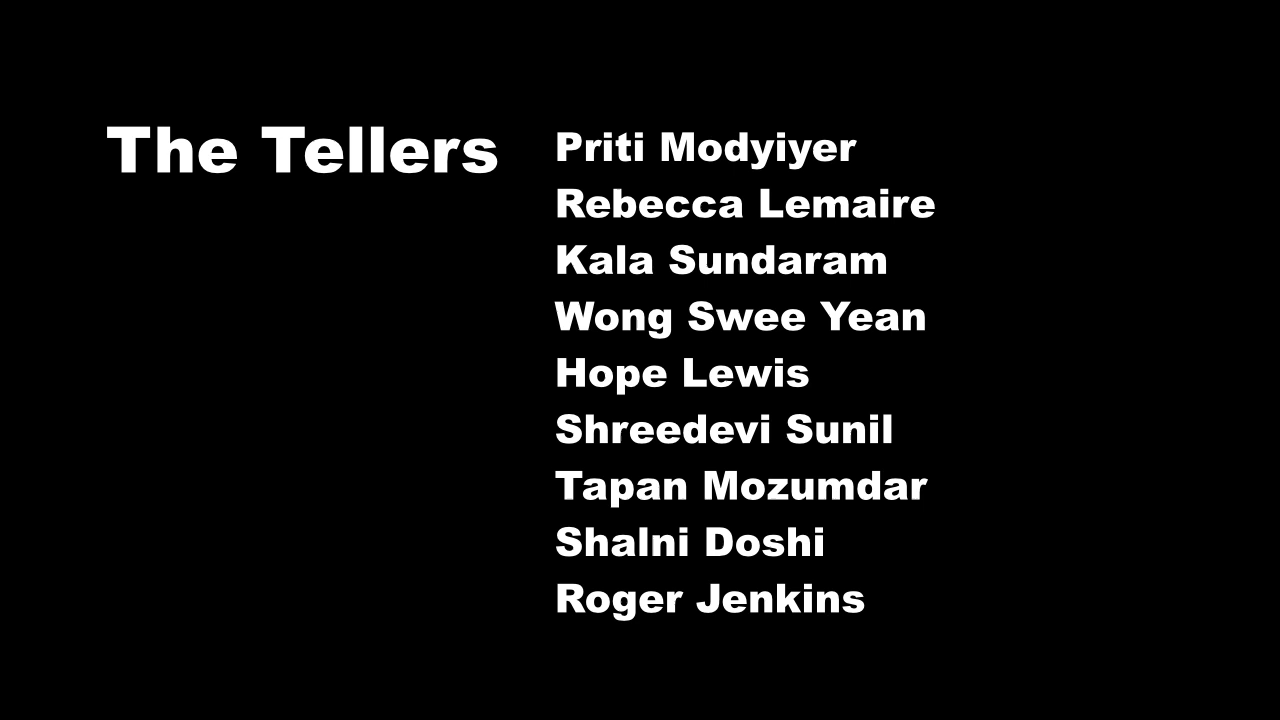 The Tellers
Priti Modyiyer
Rebecca Lemaire
Kala Sundaram
Wong Swee Yean
Hope Lewis
Shreedevi Sunil
Tapan Mozumdar
Shalni Doshi
Roger Jenkins